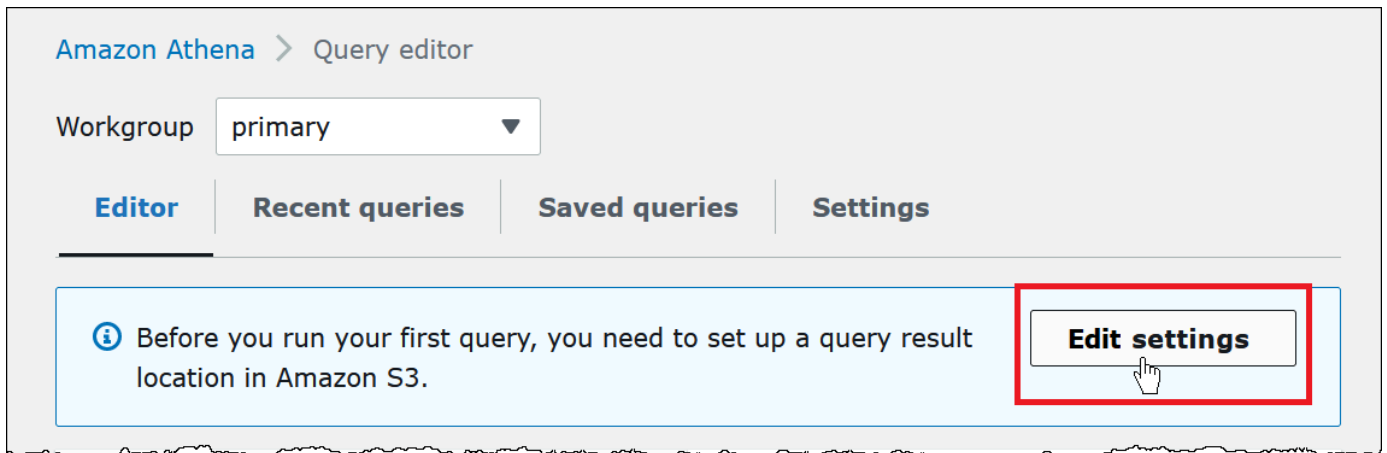 Amazon Athena > Query editor
Workgroup primary
Editor Recent queries Saved queries Settings
Before you run your first query, you need to set up a query result Edit settings
location in Amazon S3.